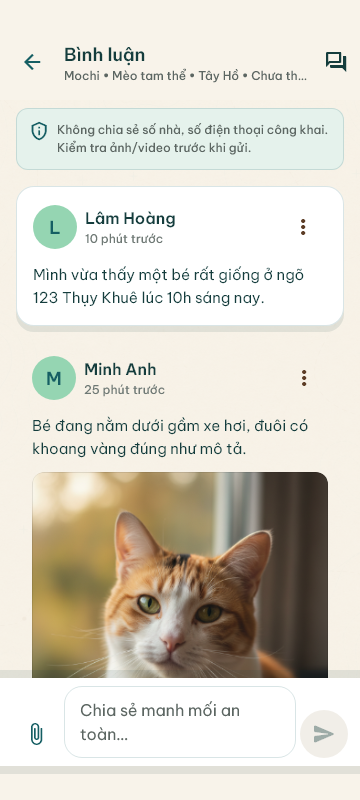 Bình luận
Mochi • Mèo tam thể • Tây Hồ • Chưa th...
Không chia sẻ số nhà, số điện thoại công khai.
Kiểm tra ảnh/video trước khi gửi.
L
Lâm Hoàng
10 phút trước
Mình vừa thấy một bé rất giống ở ngõ
123 Thụy Khuê lúc 10h sáng nay.
M
Minh Anh
25 phút trước
Bé đang nằm dưới gầm xe hơi, đuôi có
khoang vàng đúng như mô tả.
Chia sẻ manh mối an
toàn...